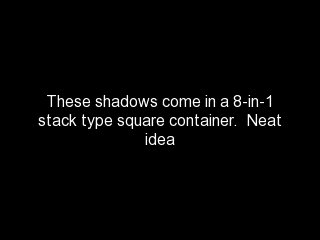 These shadows come in a 8-in-1
stack type square container.  Neat
idea